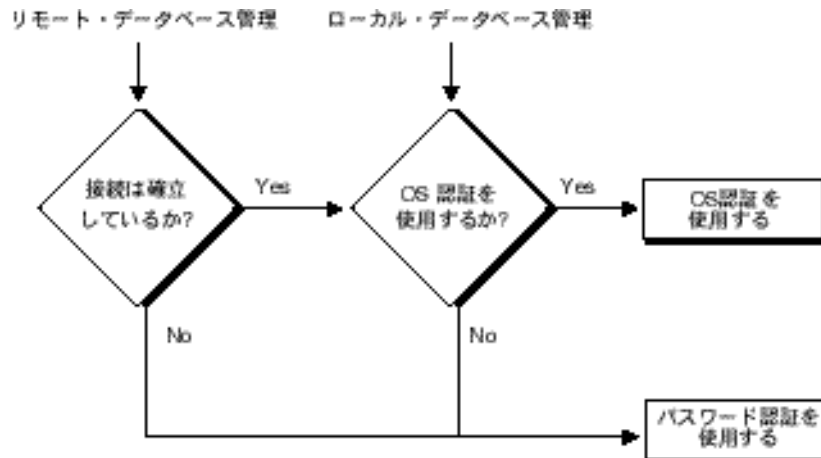 リモート・データベース管理
ローカル・データベース管理
接続は確立
しているか?
Yes
OS 認証を
使用するか?
Yes
OS認証を
使用する
No
No
パスワード認証を
使用する